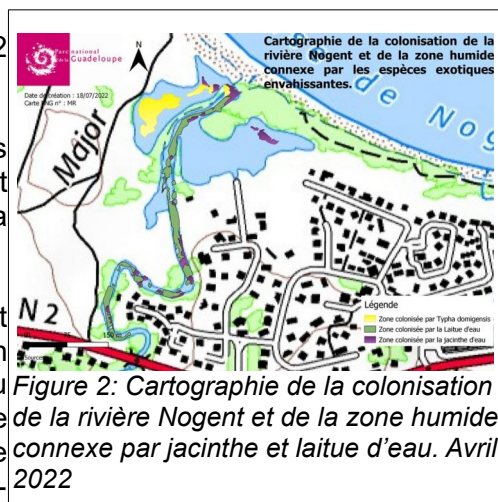 2
Parc national
de la Guadeloupe
N
Cartographie de la colonisation de la
rivière Nogent et de la zone humide
connexe par les espèces exotiques
envahissantes.
Date de création : 18/07/2022
s
t
a
Major
de Nog
t
N 2
Légende
Zone colonisée par Typha domigensis
Zone colonisée par la Laitue d'eau
Zone colonisée par la jacinthe d'eau
n
u
e
e
-
Figure 2: Cartographie de la colonisation
de la rivière Nogent et de la zone humide
connexe par jacinthe et laitue d'eau. Avril
2022